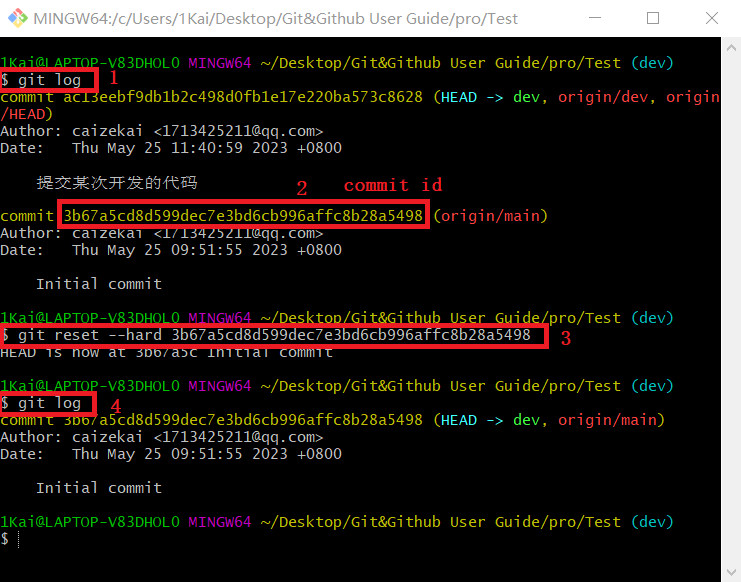 MINGW64:/c/Users/1Kai/Desktop/Git&Github User Guide/pro/Test
1Kai@LAPTOP-V83DHOLO MINGW64 ~/Desktop/Git&Github User Guide/pro/Test (dev)
$ git log 1
commit ac13eebf9db1b2c498d0fb1e17e220ba573c8628 (HEAD -> dev, origin/dev, origin
/HEAD)
Author: caizekai <1713425211@qq.com>
Date: Thu May 25 11:40:59 2023 +0800
提交某次开发的代码
2 commit id
commit 3b67a5cd8d599dec7e3bd6cb996affc8b28a5498 (origin/main)
Author: caizekai <1713425211@qq.com>
Date: Thu May 25 09:51:55 2023 +0800
Initial commit
1Kai@LAPTOP-V83DHOLO MINGW64 ~/Desktop/Git&Github User Guide/pro/Test (dev)
$ git reset --hard 3b67a5cd8d599dec7e3bd6cb996affc8b28a5498 3
HEAD is now at 3b67a5c Initial commit
1Kai@LAPTOP-V83DHOLO MINGW64 ~/Desktop/Git&Github User Guide/pro/Test (dev)
$ git log 4
commit 3b67a5cd8d599dec7e3bd6cb996affc8b28a5498 (HEAD -> dev, origin/main)
Author: caizekai <1713425211@qq.com>
Date: Thu May 25 09:51:55 2023 +0800
Initial commit
1Kai@LAPTOP-V83DHOLO MINGW64 ~/Desktop/Git&Github User Guide/pro/Test (dev)
$